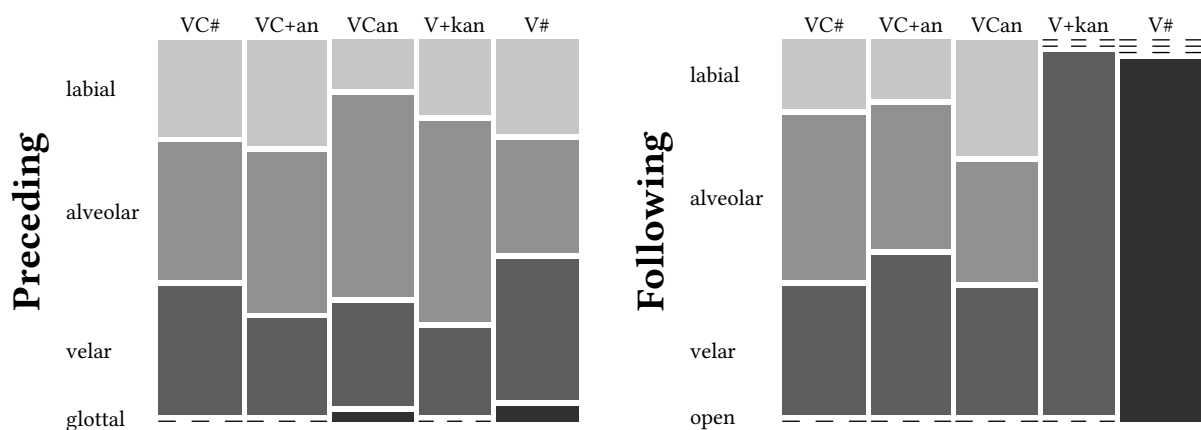 VC# VC+an VCan V+kan V#
labial
alveolar
velar
glottal
Preceding
VC# VC+an VCan V+kan V#
labial
alveolar
velar
open
Following